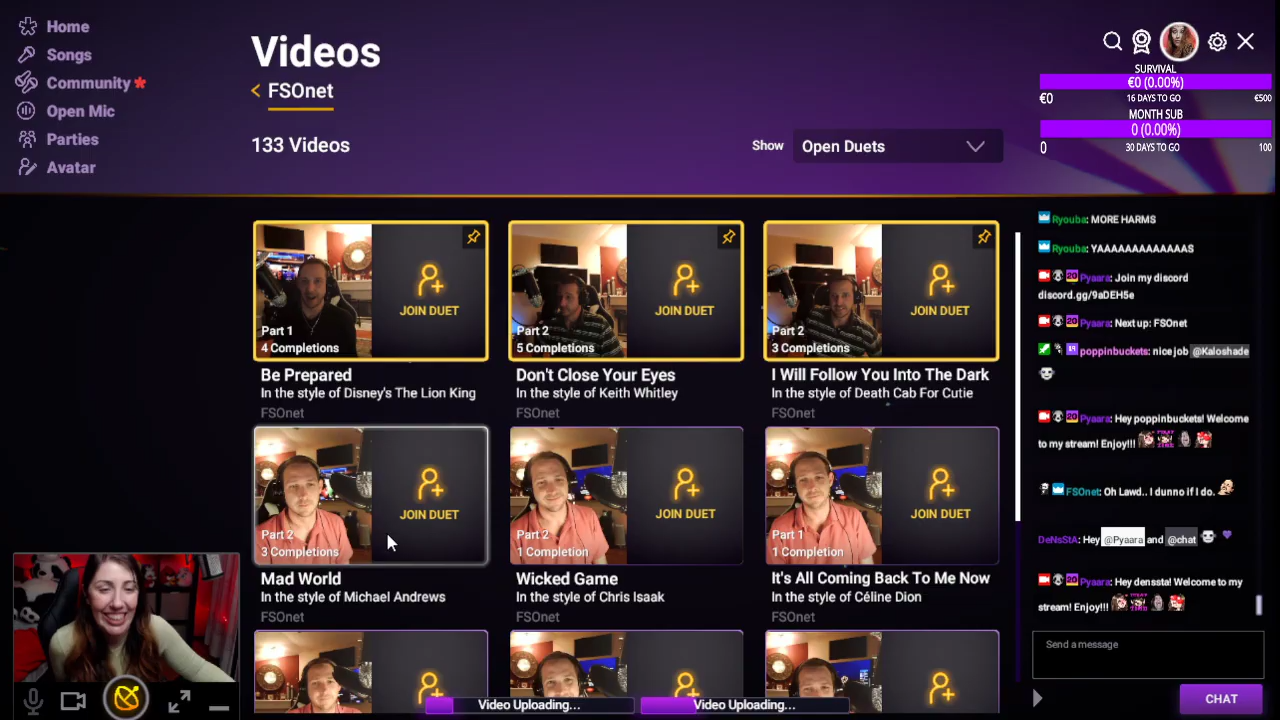 Home
Songs
Community *
Open Mic
Parties
Avatar
Videos
< FSOnet
133 Videos
Show
Open Duets
SURVIVAL
€0 (0.00%)
€0
16 DAYS TO GO
€500
MONTH SUB
0 (0.00%)
0
30 DAYS TO GO
100
JOIN DUET
Part 1
4 Completions
Be Prepared
In the style of Disney's The Lion King
FSOnet
JOIN DUET
Part 2
5 Completions
Don't Close Your Eyes
In the style of Keith Whitley
FSOnet
JOIN DUET
Part 2
3 Completions
I Will Follow You Into The Dark
In the style of Death Cab For Cutie
FSOnet
JOIN DUET
Part 2
3 Completions
Mad World
In the style of Michael Andrews
FSOnet
JOIN DUET
Part 2
1 Completion
Wicked Game
In the style of Chris Isaak
FSOnet
JOIN DUET
Part 1
1 Completion
It's All Coming Back To Me Now
In the style of Céline Dion
FSOnet
Video Uploading...
Video Uploading...
Ryouba: MORE HARMS
Ryouba: YAAAAAAAAAAAAS
20 Pyaara: Join my discord
discord.gg/9aDEH5e
20 Pyaara: Next up: FSOnet
poppinbuckets: nice job @Kaloshade
20 Pyaara: Hey poppinbuckets! Welcome
to my stream! Enjoy!!!
FSOnet: Oh Lawd.. I dunno if I do.
DeNsStA: Hey @Pyaara and @chat
20 Pyaara: Hey denssta! Welcome to my
stream! Enjoy!!!
Send a message
CHAT